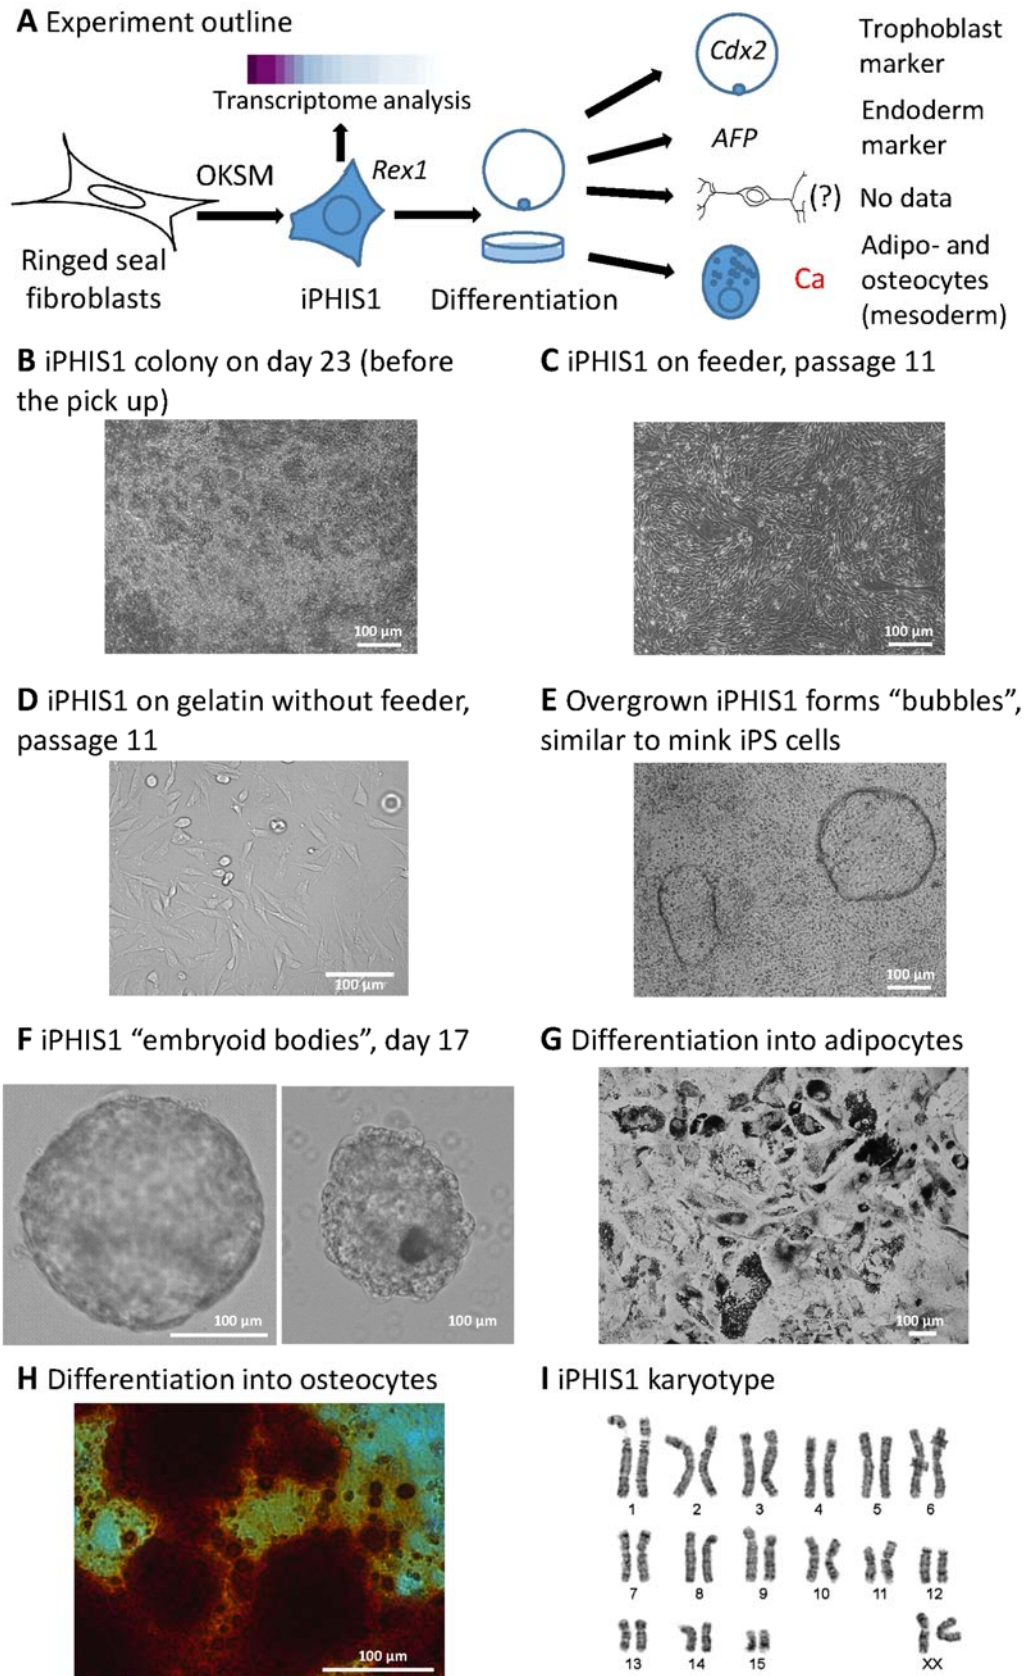 A Experiment outline
Transcriptome analysis
OKSM
Rex1
Ringed seal
fibroblasts
iPHIS1
Differentiation
Cdx2
Trophoblast
marker
AFP
Endoderm
marker
(?)
No data
Ca
Adipo- and
osteocytes
(mesoderm)
B iPHIS1 colony on day 23 (before
the pick up)
100 µm
C iPHIS1 on feeder, passage 11
100 µm
D iPHIS1 on gelatin without feeder,
passage 11
100 µm
E Overgrown iPHIS1 forms “bubbles”,
similar to mink iPS cells
100 µm
F iPHIS1 “embryoid bodies”, day 17
100 µm
100 µm
G Differentiation into adipocytes
100 µm
H Differentiation into osteocytes
100 µm
I iPHIS1 karyotype
1 2 3 4 5 6
7 8 9 10 11 12
13 14 15 XX